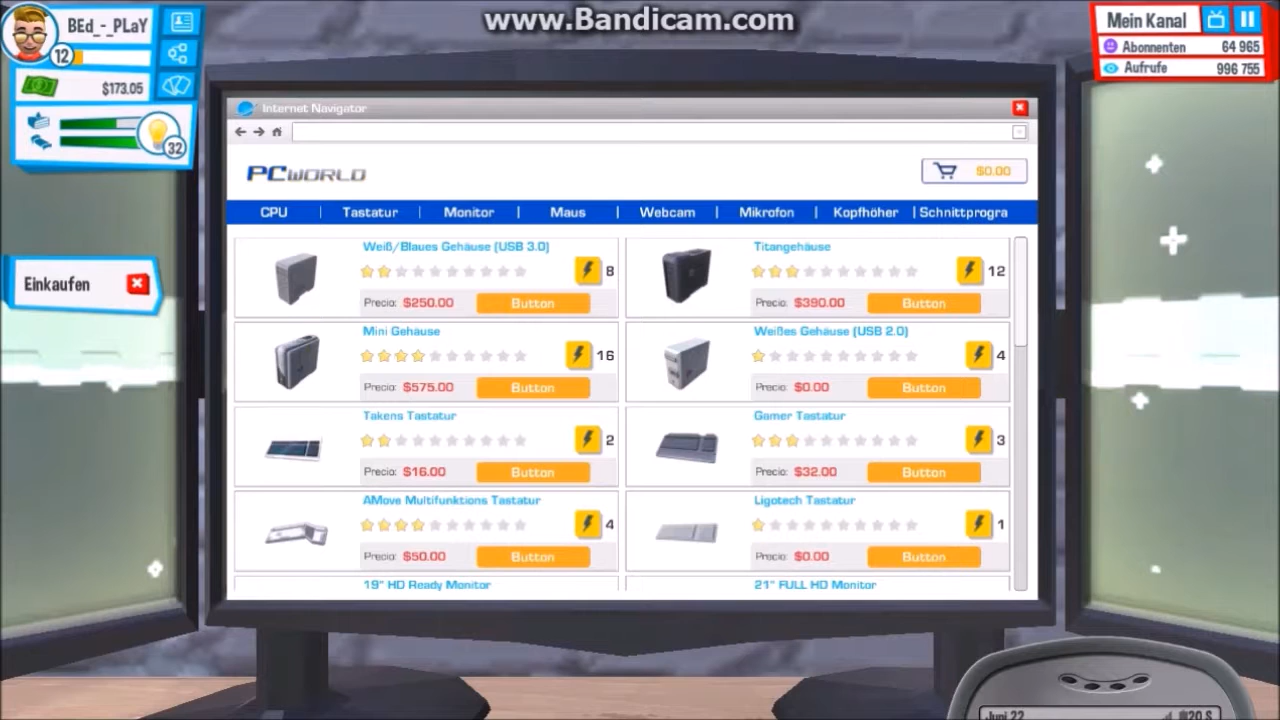 www.Bandicam.com
BEd_-_PLaY
12
$173.05
32
Mein Kanal
Abonnenten 64 965
Aufrufe 996 755
Einkaufen
Internet Navigator
PCWORLD
$0.00
CPU | Tastatur | Monitor | Maus | Webcam | Mikrofon | Kopfhöher | Schnittprogra
Weiß/Blaues Gehäuse (USB 3.0)
8
Precio: $250.00 Button
Titangehäuse
12
Precio: $390.00 Button
Mini Gehäuse
16
Precio: $575.00 Button
Weißes Gehäuse (USB 2.0)
4
Precio: $0.00 Button
Takens Tastatur
2
Precio: $16.00 Button
Gamer Tastatur
3
Precio: $32.00 Button
AMove Multifunktions Tastatur
4
Precio: $50.00 Button
Ligotech Tastatur
1
Precio: $0.00 Button
19" HD Ready Monitor
21" FULL HD Monitor
Juni 22